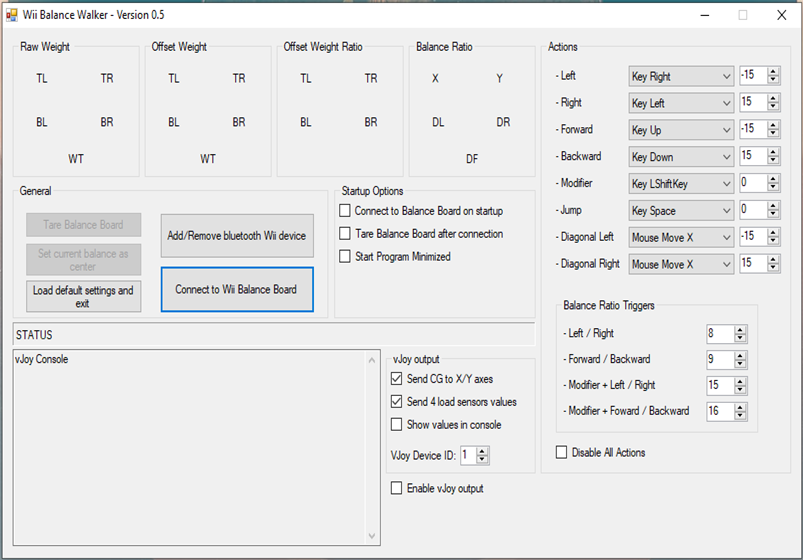 Wii Balance Walker - Version 0.5
Raw Weight
TL TR
BL BR
WT
Offset Weight
TL TR
BL BR
WT
Offset Weight Ratio
TL TR
BL BR
Balance Ratio
X Y
DL DR
DF
Actions
- Left Key Right -15
- Right Key Left 15
- Forward Key Up -15
- Backward Key Down 15
- Modifier Key LShiftKey 0
- Jump Key Space 0
- Diagonal Left Mouse Move X -15
- Diagonal Right Mouse Move X 15
General
Tare Balance Board
Set current balance as
center
Load default settings and
exit
Add/Remove bluetooth Wii device
Connect to Wii Balance Board
Startup Options
Connect to Balance Board on startup
Tare Balance Board after connection
Start Program Minimized
Balance Ratio Triggers
- Left / Right 8
- Forward / Backward 9
- Modifier + Left / Right 15
- Modifier + Foward / Backward 16
Disable All Actions
STATUS
vJoy Console
vJoy output
Send CG to X/Y axes
Send 4 load sensors values
Show values in console
VJoy Device ID: 1
Enable vJoy output